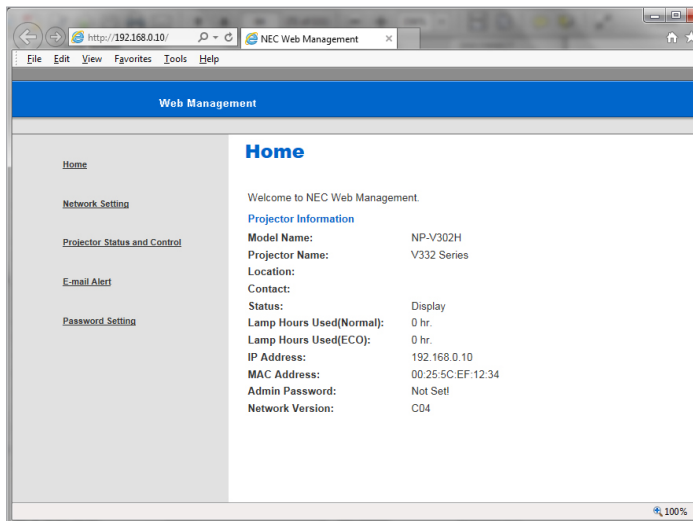 http://192.168.0.10/
NEC Web Management
File Edit View Favorites Tools Help
Web Management
Home
Network Setting
Projector Status and Control
E-mail Alert
Password Setting
Home
Welcome to NEC Web Management.
Projector Information
Model Name: NP-V302H
Projector Name: V332 Series
Location:
Contact:
Status: Display
Lamp Hours Used(Normal): 0 hr.
Lamp Hours Used(ECO): 0 hr.
IP Address: 192.168.0.10
MAC Address: 00:25:5C:EF:12:34
Admin Password: Not Set!
Network Version: C04
100%